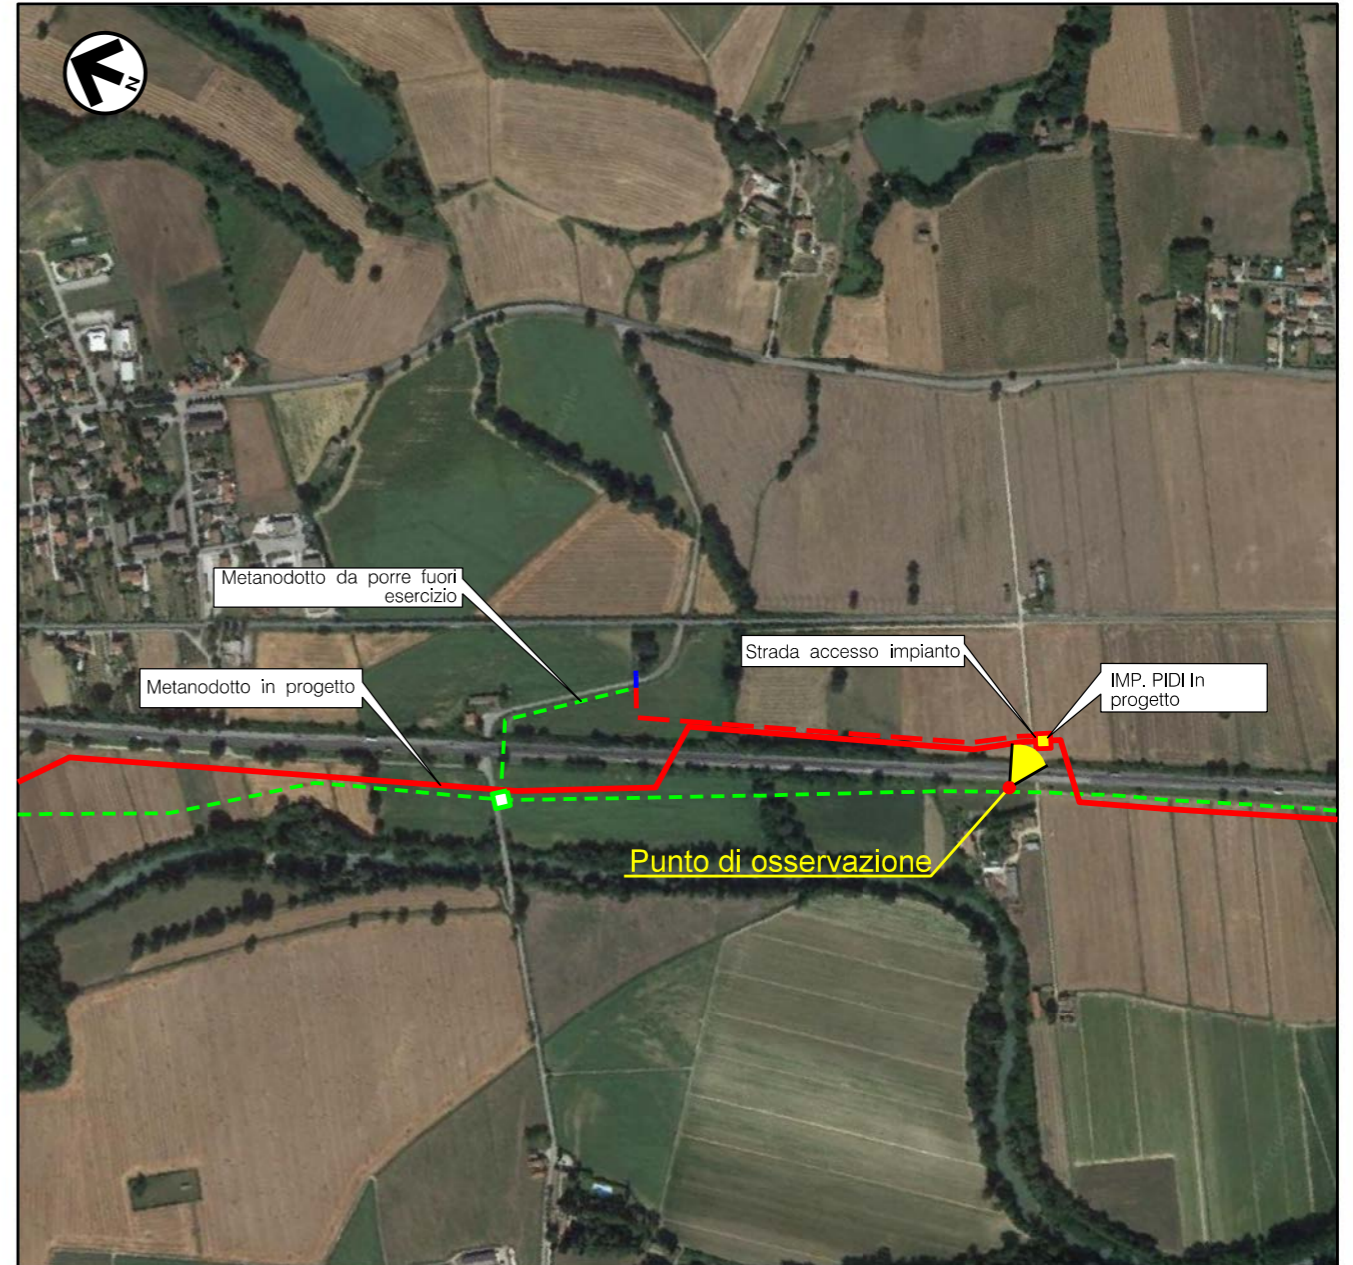 N
Metanodotto da porre fuori
esercizio
Strada accesso impianto
Metanodotto in progetto
IMP. PIDI In
progetto
Punto di osservazione